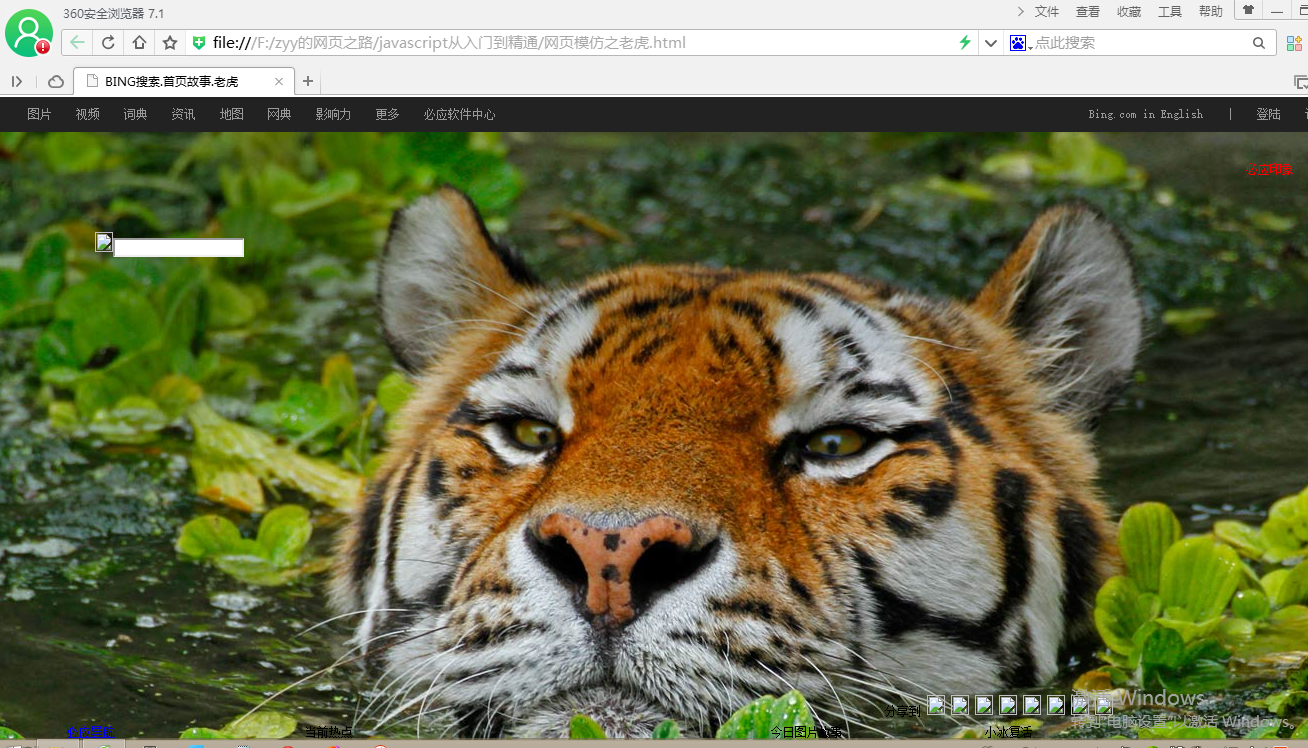 360安全浏览器 7.1
文件 查看 收藏 工具 帮助
file:///F:/zyy的网页之路/javascript从入门到精通/网页模仿之老虎.html
点此搜索
BING搜索.首页故事.老虎
图片 视频 词典 资讯 地图 网典 影响力 更多 必应软件中心
Bing.com in English | 登陆
必应印象
分享到
激活 Windows
转到"电脑设置"以激活 Windows。
当前热点 今日图片故事 小冰复活